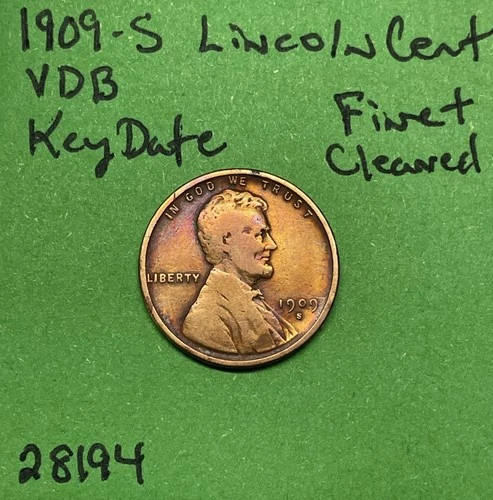 1909-S Lincoln Cent
VDB
Key Date
Fine+
Cleaned
IN GOD WE TRUST
LIBERTY
1909
S
28194